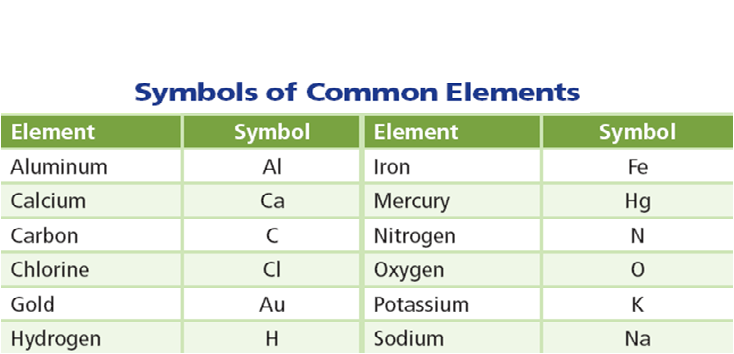 Symbols of Common Elements
Element Symbol Element Symbol
Aluminum Al Iron Fe
Calcium Ca Mercury Hg
Carbon C Nitrogen N
Chlorine Cl Oxygen O
Gold Au Potassium K
Hydrogen H Sodium Na